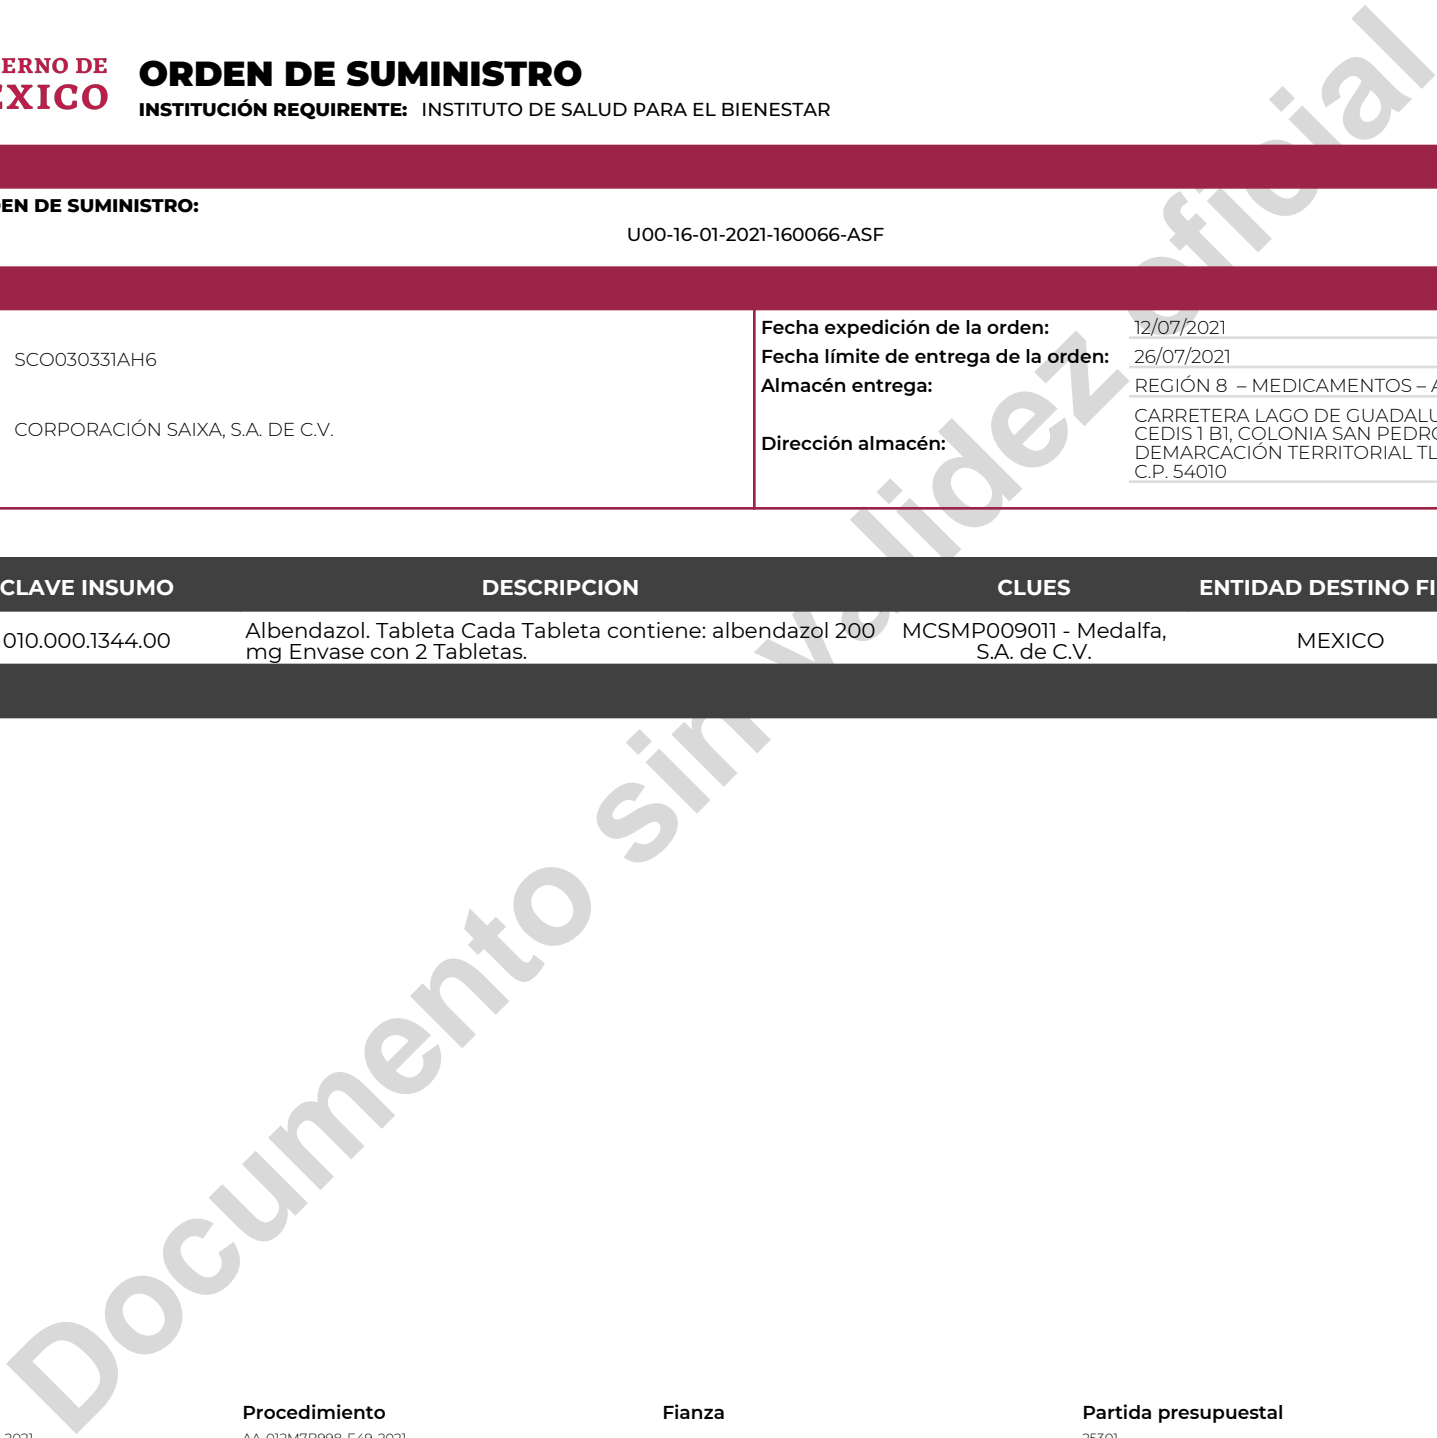 ERNO DE
EXICO
ORDEN DE SUMINISTRO
INSTITUCIÓN REQUIRENTE: INSTITUTO DE SALUD PARA EL BIENESTAR
EN DE SUMINISTRO:
U00-16-01-2021-160066-ASF
SCO030331AH6
CORPORACIÓN SAIXA, S.A. DE C.V.
Fecha expedición de la orden: 12/07/2021
Fecha límite de entrega de la orden: 26/07/2021
Almacén entrega: REGIÓN 8 – MEDICAMENTOS – A
Dirección almacén:
CARRETERA LAGO DE GUADALU
CEDIS 1 B1, COLONIA SAN PEDRO
DEMARCACIÓN TERRITORIAL TL
C.P. 54010
CLAVE INSUMO DESCRIPCION CLUES ENTIDAD DESTINO FI
010.000.1344.00
Albendazol. Tableta Cada Tableta contiene: albendazol 200
mg Envase con 2 Tabletas.
MCSMP009011 - Medalfa,
S.A. de C.V.
MEXICO
Documento sin validez oficial
Procedimiento Fianza Partida presupuestal